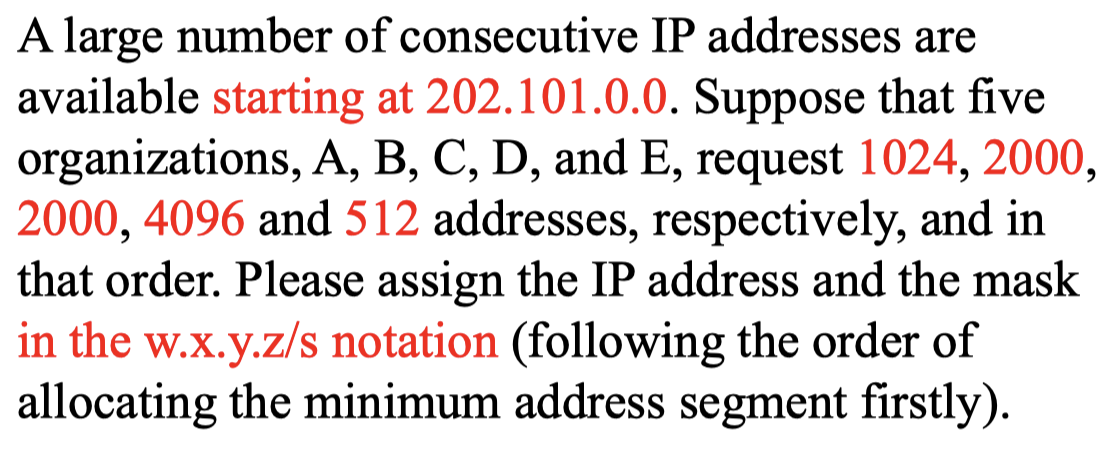 A large number of consecutive IP addresses are
available starting at 202.101.0.0. Suppose that five
organizations, A, B, C, D, and E, request 1024, 2000,
2000, 4096 and 512 addresses, respectively, and in
that order. Please assign the IP address and the mask
in the w.x.y.z/s notation (following the order of
allocating the minimum address segment firstly).